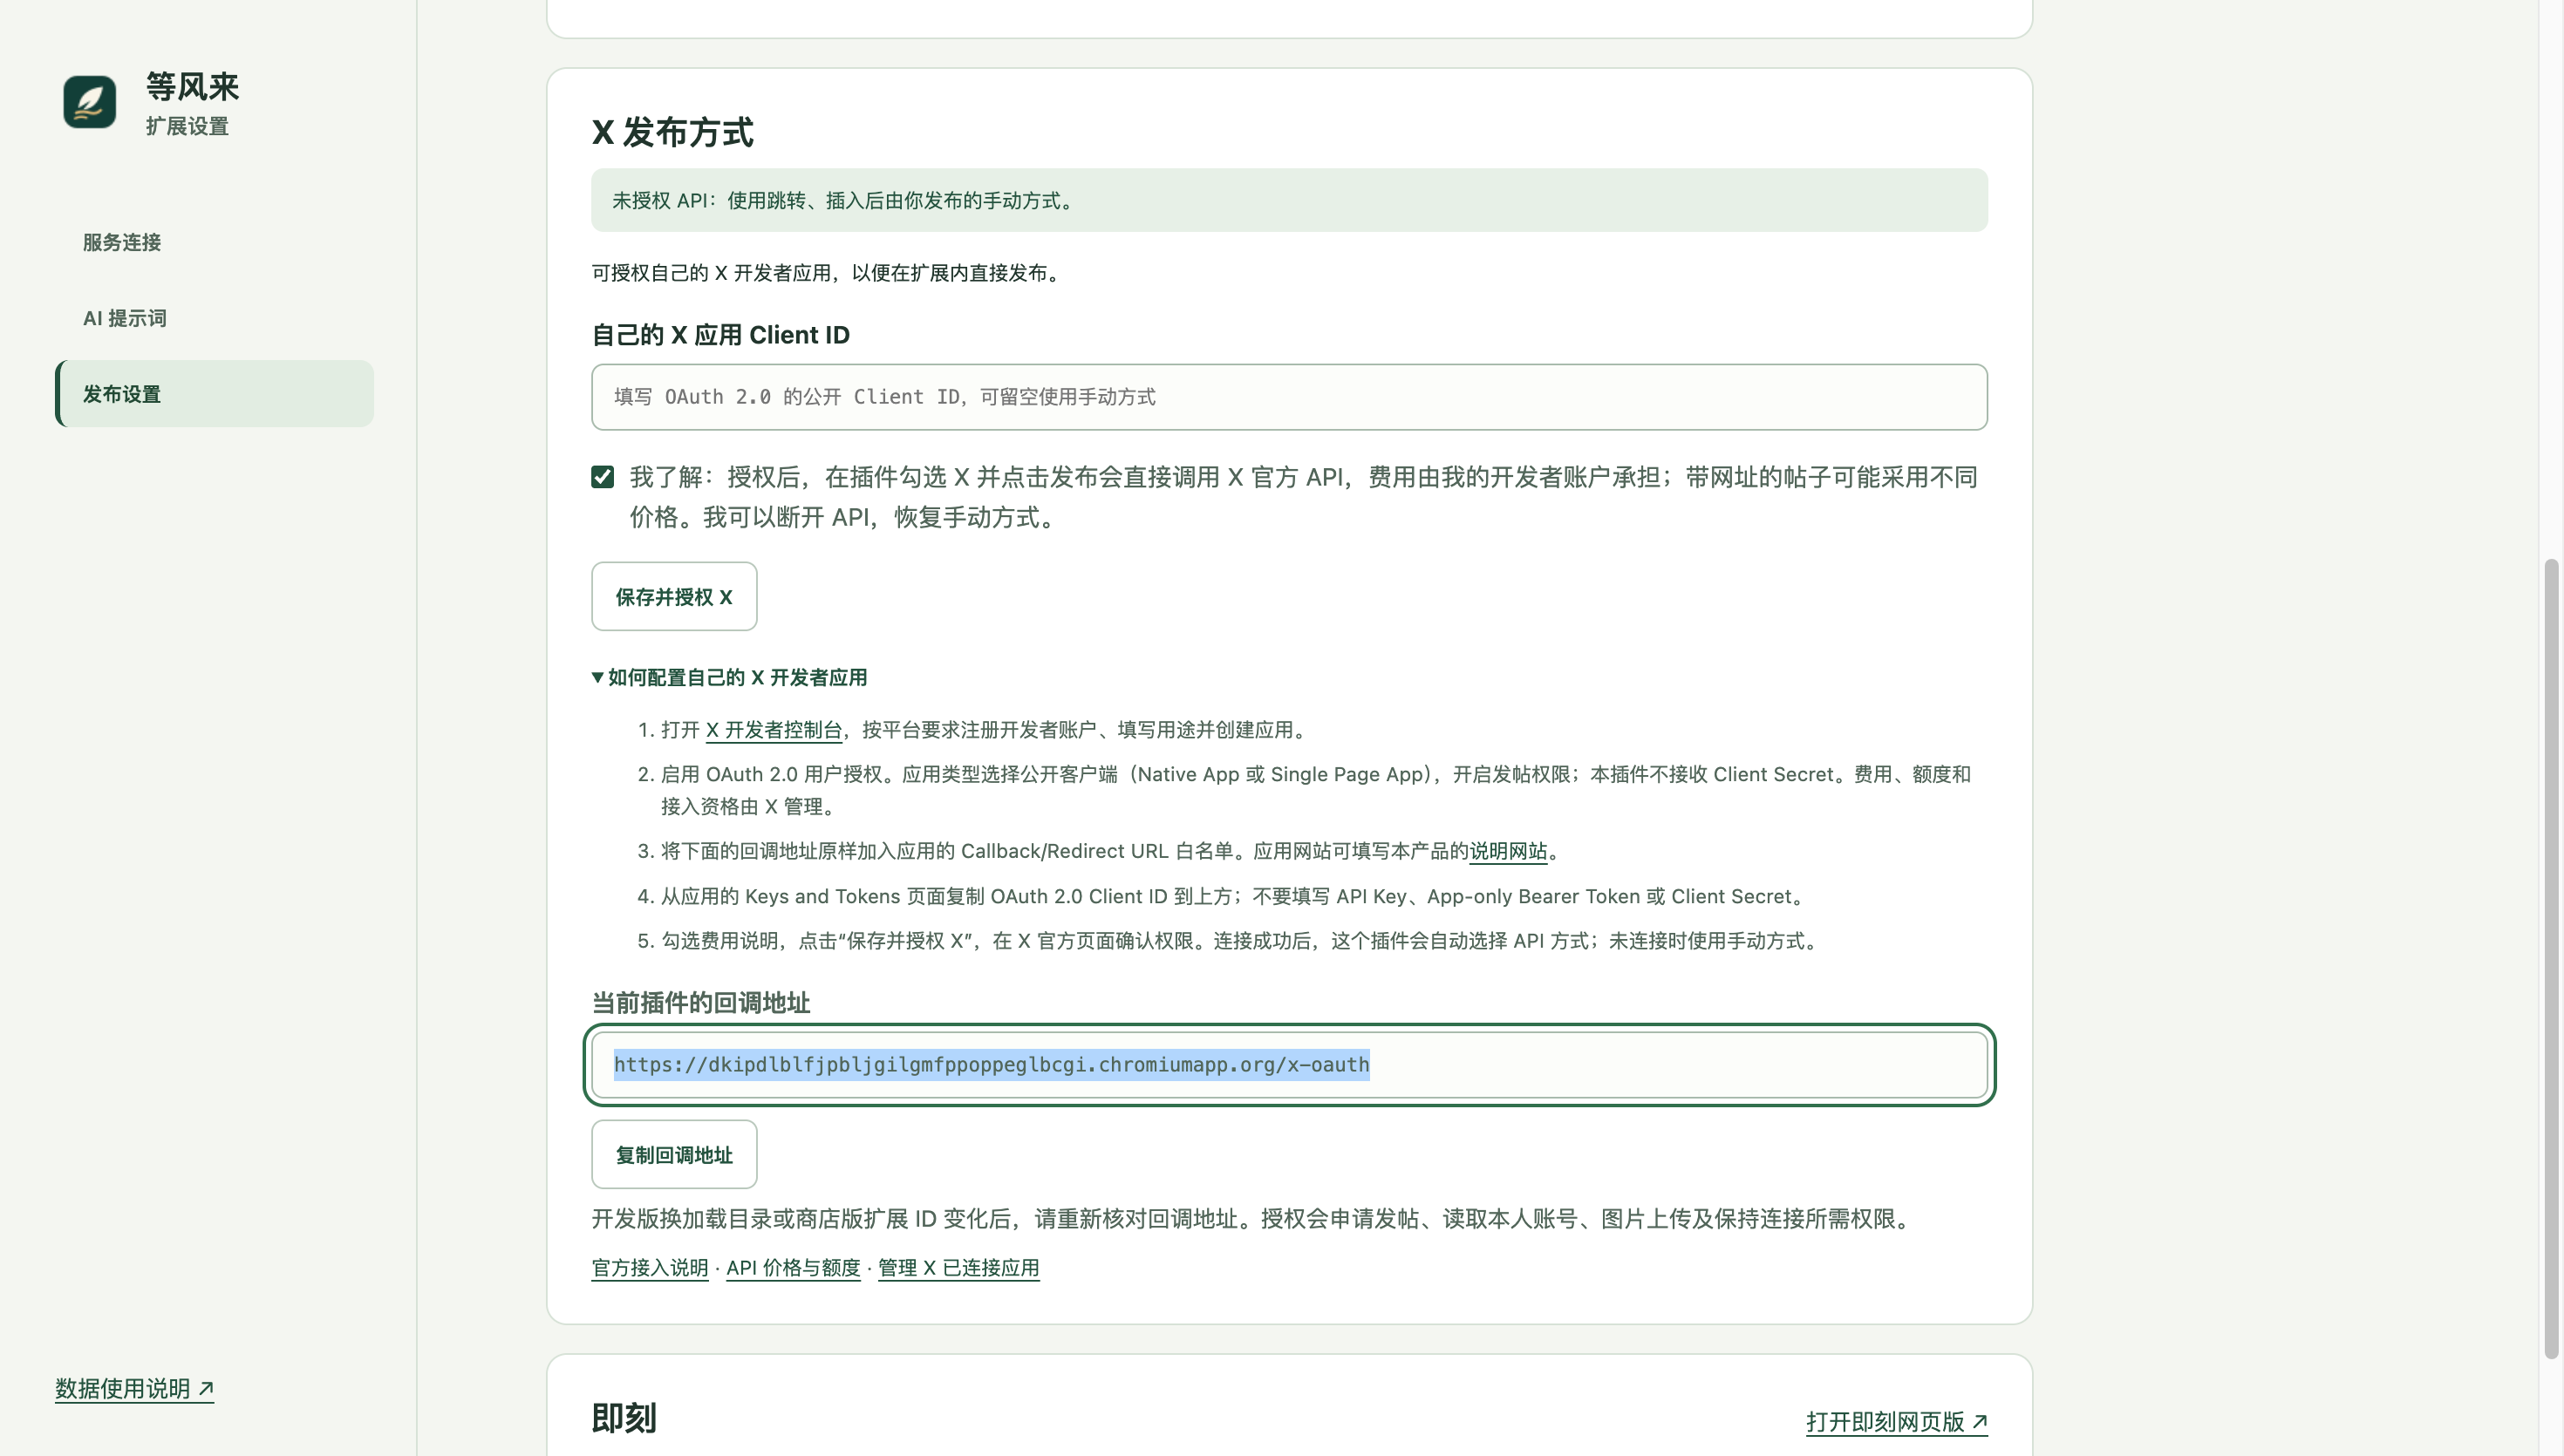 等风来
扩展设置
服务连接
AI 提示词
发布设置
数据使用说明 ↗
X 发布方式
未授权 API：使用跳转、插入后由你发布的手动方式。
可授权自己的 X 开发者应用，以便在扩展内直接发布。
自己的 X 应用 Client ID
填写 OAuth 2.0 的公开 Client ID，可留空使用手动方式
我了解：授权后，在插件勾选 X 并点击发布会直接调用 X 官方 API，费用由我的开发者账户承担；带网址的帖子可能采用不同
价格。我可以断开 API，恢复手动方式。
保存并授权 X
▼如何配置自己的 X 开发者应用
1. 打开 X 开发者控制台，按平台要求注册开发者账户、填写用途并创建应用。
2. 启用 OAuth 2.0 用户授权。应用类型选择公开客户端（Native App 或 Single Page App），开启发帖权限；本插件不接收 Client Secret。费用、额度和
接入资格由 X 管理。
3. 将下面的回调地址原样加入应用的 Callback/Redirect URL 白名单。应用网站可填写本产品的说明网站。
4. 从应用的 Keys and Tokens 页面复制 OAuth 2.0 Client ID 到上方；不要填写 API Key、App-only Bearer Token 或 Client Secret。
5. 勾选费用说明，点击“保存并授权 X”，在 X 官方页面确认权限。连接成功后，这个插件会自动选择 API 方式；未连接时使用手动方式。
当前插件的回调地址
https://dkipdlblfjpbljgilgmfppoppeglbcgi.chromiumapp.org/x-oauth
复制回调地址
开发版换加载目录或商店版扩展 ID 变化后，请重新核对回调地址。授权会申请发帖、读取本人账号、图片上传及保持连接所需权限。
官方接入说明 · API 价格与额度 · 管理 X 已连接应用
即刻
打开即刻网页版 ↗